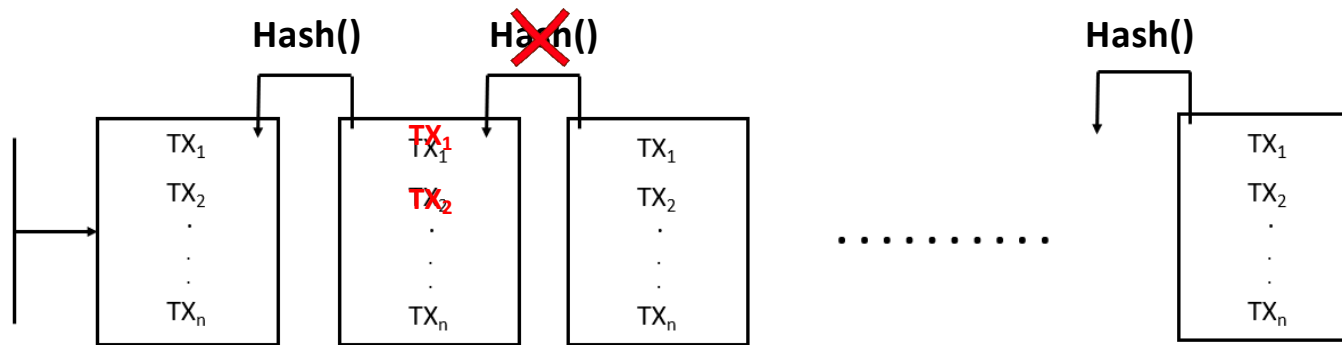 Hash() Hash() Hash()
TX₁ TX₁ TX₁ TX₁ TX₁
TX₂ TX₂ TX₂ TX₂ TX₂
TXₙ TXₙ TXₙ TXₙ